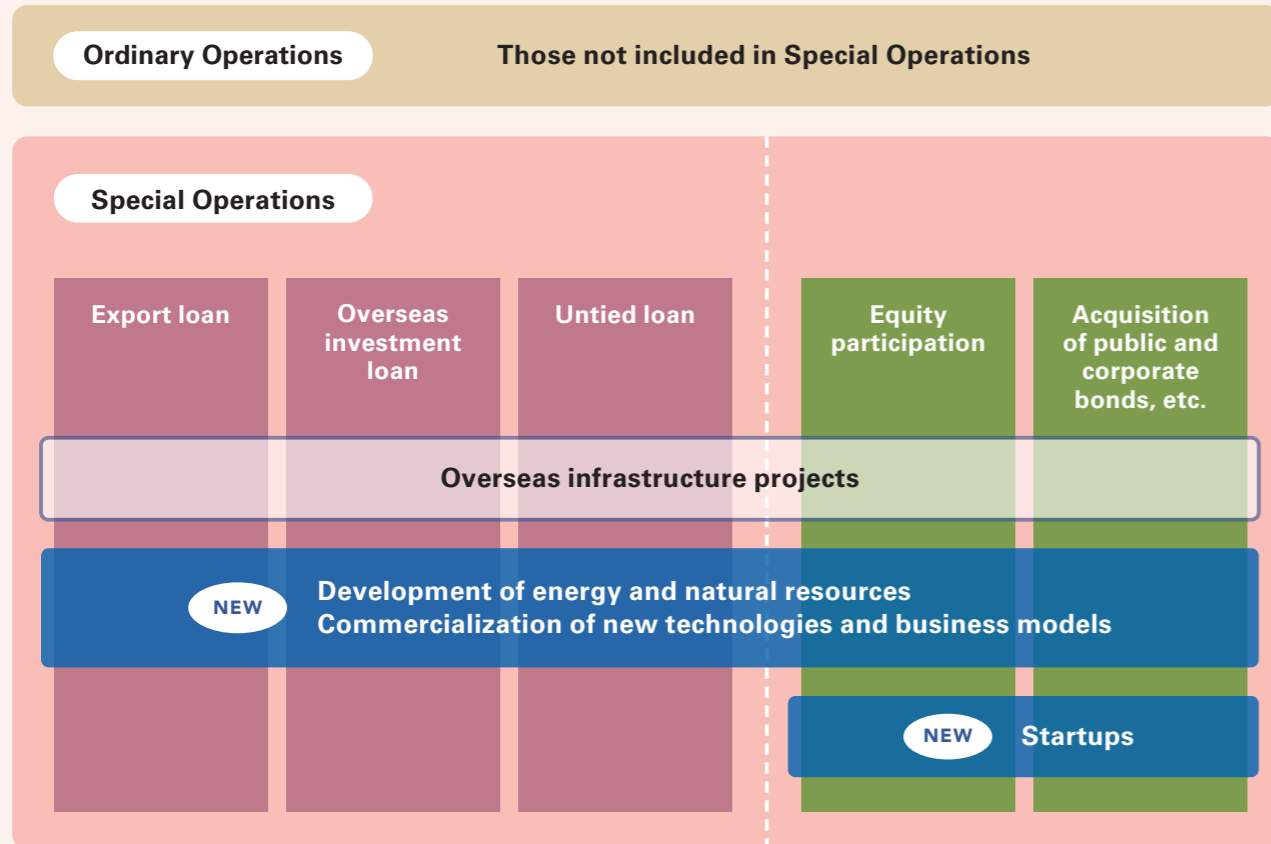 Ordinary Operations
Those not included in Special Operations
Special Operations
Export loan
Overseas
investment
loan
Untied loan
Equity
participation
Acquisition
of public and
corporate
bonds, etc.
Overseas infrastructure projects
NEW
Development of energy and natural resources
Commercialization of new technologies and business models
NEW
Startups